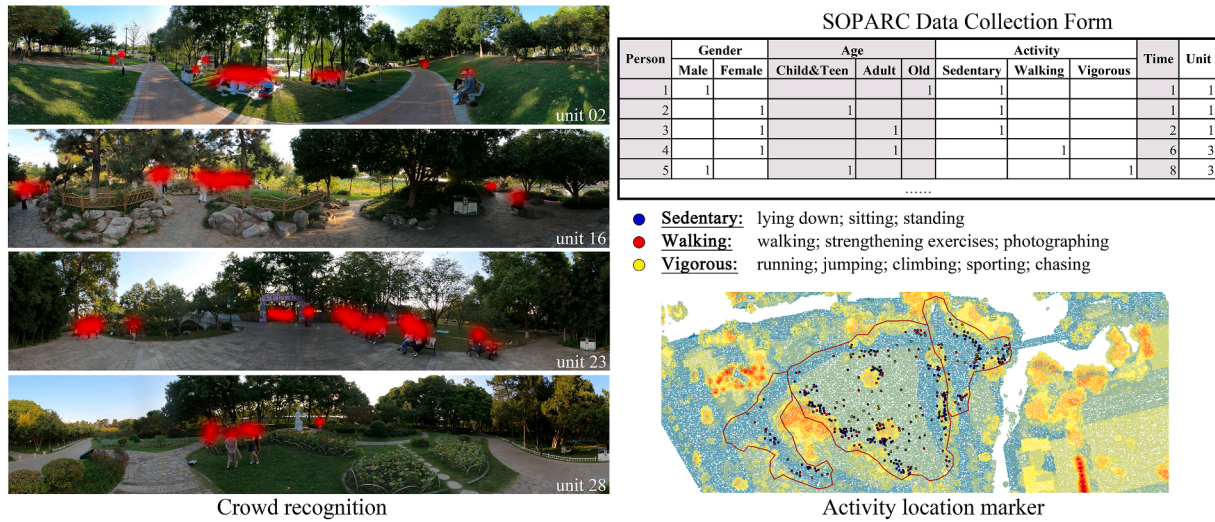 unit 02
unit 16
unit 23
unit 28
Crowd recognition
SOPARC Data Collection Form
Person Gender Age Activity Time Unit
Male Female Child&Teen Adult Old Sedentary Walking Vigorous
1 1 1 1 1 1
2 1 1 1 1 1
3 1 1 1 2 1
4 1 1 1 6 3
5 1 1 1 8 3
……
Sedentary: lying down; sitting; standing
Walking: walking; strengthening exercises; photographing
Vigorous: running; jumping; climbing; sporting; chasing
Activity location marker